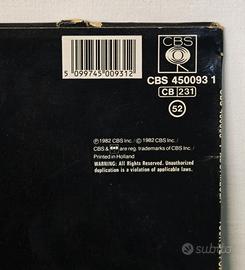 5 099745 009312
CBS
CBS 450093 1
CB 231
52
℗ 1982 CBS Inc./ © 1982 CBS Inc./
CBS & are reg. trademarks of CBS Inc./
Printed in Holland
WARNING: All Rights Reserved. Unauthorized
duplication is a violation of applicable laws.
subito